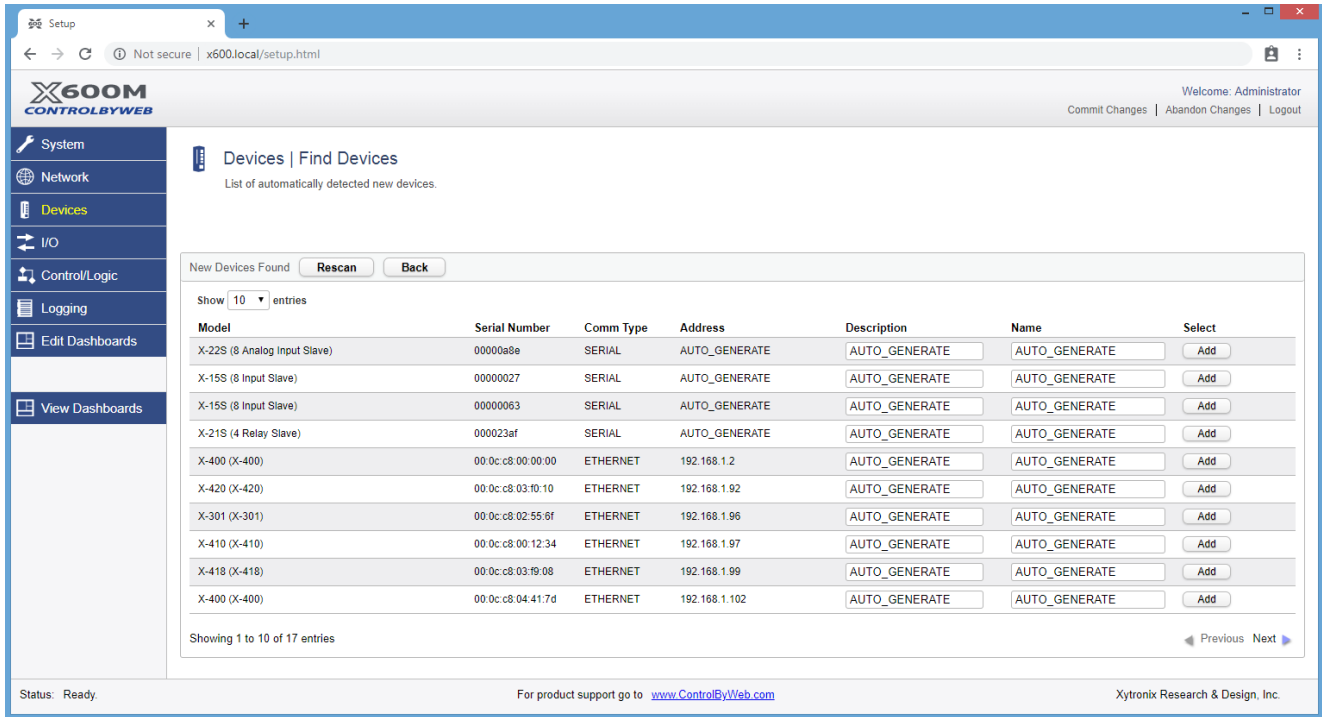 Setup
Not secure | x600.local/setup.html
X600M
CONTROLBYWEB
Welcome: Administrator
Commit Changes | Abandon Changes | Logout
System
Network
Devices
I/O
Control/Logic
Logging
Edit Dashboards
View Dashboards
Devices | Find Devices
List of automatically detected new devices.
New Devices Found Rescan Back
Show 10 entries
Model Serial Number Comm Type Address Description Name Select
X-22S (8 Analog Input Slave) 00000a8e SERIAL AUTO_GENERATE AUTO_GENERATE AUTO_GENERATE Add
X-15S (8 Input Slave) 00000027 SERIAL AUTO_GENERATE AUTO_GENERATE AUTO_GENERATE Add
X-15S (8 Input Slave) 00000063 SERIAL AUTO_GENERATE AUTO_GENERATE AUTO_GENERATE Add
X-21S (4 Relay Slave) 000023af SERIAL AUTO_GENERATE AUTO_GENERATE AUTO_GENERATE Add
X-400 (X-400) 00:0c:c8:00:00:00 ETHERNET 192.168.1.2 AUTO_GENERATE AUTO_GENERATE Add
X-420 (X-420) 00:0c:c8:03:f0:10 ETHERNET 192.168.1.92 AUTO_GENERATE AUTO_GENERATE Add
X-301 (X-301) 00:0c:c8:02:55:6f ETHERNET 192.168.1.96 AUTO_GENERATE AUTO_GENERATE Add
X-410 (X-410) 00:0c:c8:00:12:34 ETHERNET 192.168.1.97 AUTO_GENERATE AUTO_GENERATE Add
X-418 (X-418) 00:0c:c8:03:f9:08 ETHERNET 192.168.1.99 AUTO_GENERATE AUTO_GENERATE Add
X-400 (X-400) 00:0c:c8:04:41:7d ETHERNET 192.168.1.102 AUTO_GENERATE AUTO_GENERATE Add
Showing 1 to 10 of 17 entries
Previous Next
Status: Ready.
For product support go to www.ControlByWeb.com
Xytronix Research & Design, Inc.